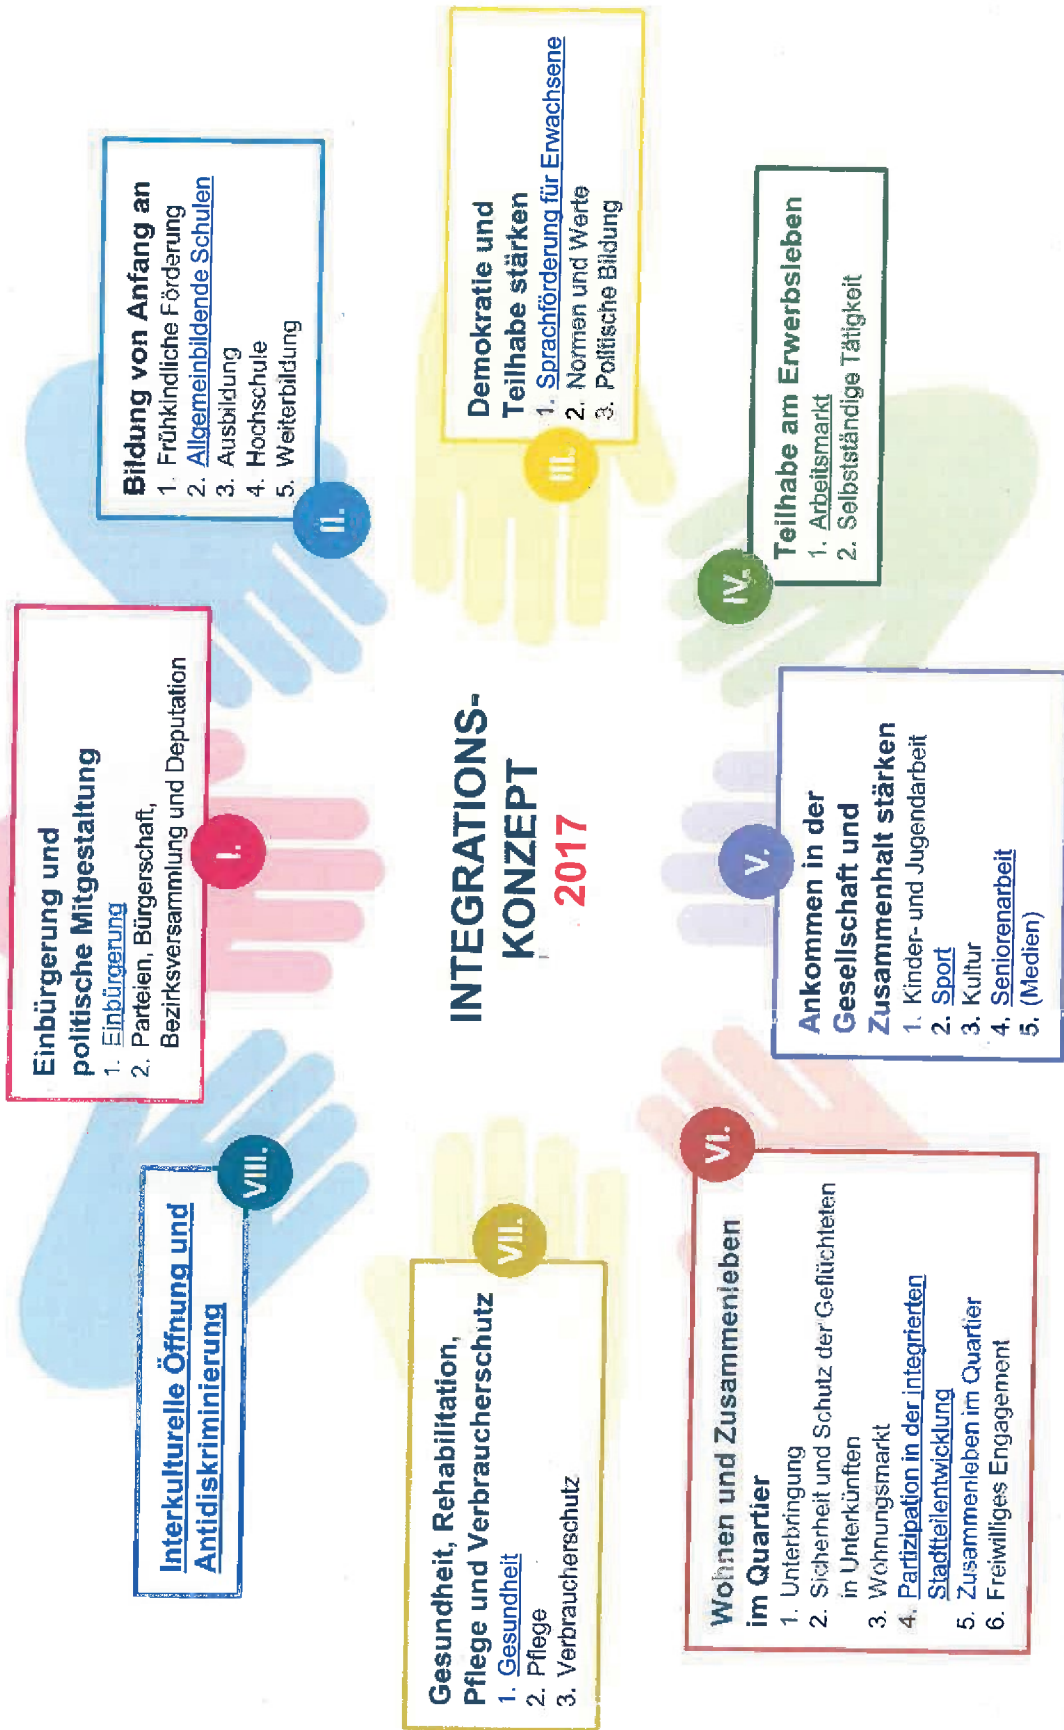 INTEGRATIONS-
KONZEPT
2017
I.
Einbürgerung und
politische Mitgestaltung
1. Einbürgerung
2. Parteien, Bürgerschaft,
Bezirksversammlung und Deputation
II.
Bildung von Anfang an
1. Frühkindliche Förderung
2. Allgemeinbildende Schulen
3. Ausbildung
4. Hochschule
5. Weiterbildung
III.
Demokratie und
Teilhabe stärken
1. Sprachförderung für Erwachsene
2. Normen und Werte
3. Politische Bildung
IV.
Teilhabe am Erwerbsleben
1. Arbeitsmarkt
2. Selbstständige Tätigkeit
V.
Ankommen in der
Gesellschaft und
Zusammenhalt stärken
1. Kinder- und Jugendarbeit
2. Sport
3. Kultur
4. Seniorenarbeit
5. (Medien)
VI.
Wohnen und Zusammenleben
im Quartier
1. Unterbringung
2. Sicherheit und Schutz der Geflüchteten
in Unterkünften
3. Wohnungsmarkt
4. Partizipation in der integrierten
Stadtteilentwicklung
5. Zusammenleben im Quartier
6. Freiwilliges Engagement
VII.
Gesundheit, Rehabilitation,
Pflege und Verbraucherschutz
1. Gesundheit
2. Pflege
3. Verbraucherschutz
VIII.
Interkulturelle Öffnung und
Antidiskriminierung